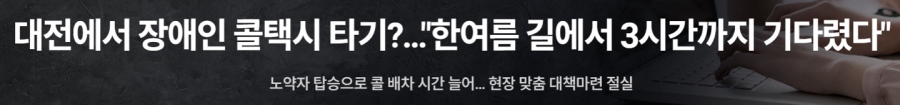 대전에서 장애인 콜택시 타기?..."한여름 길에서 3시간까지 기다렸다"
노약자 탑승으로 콜 배차 시간 늘어... 현장 맞춤 대책마련 절실